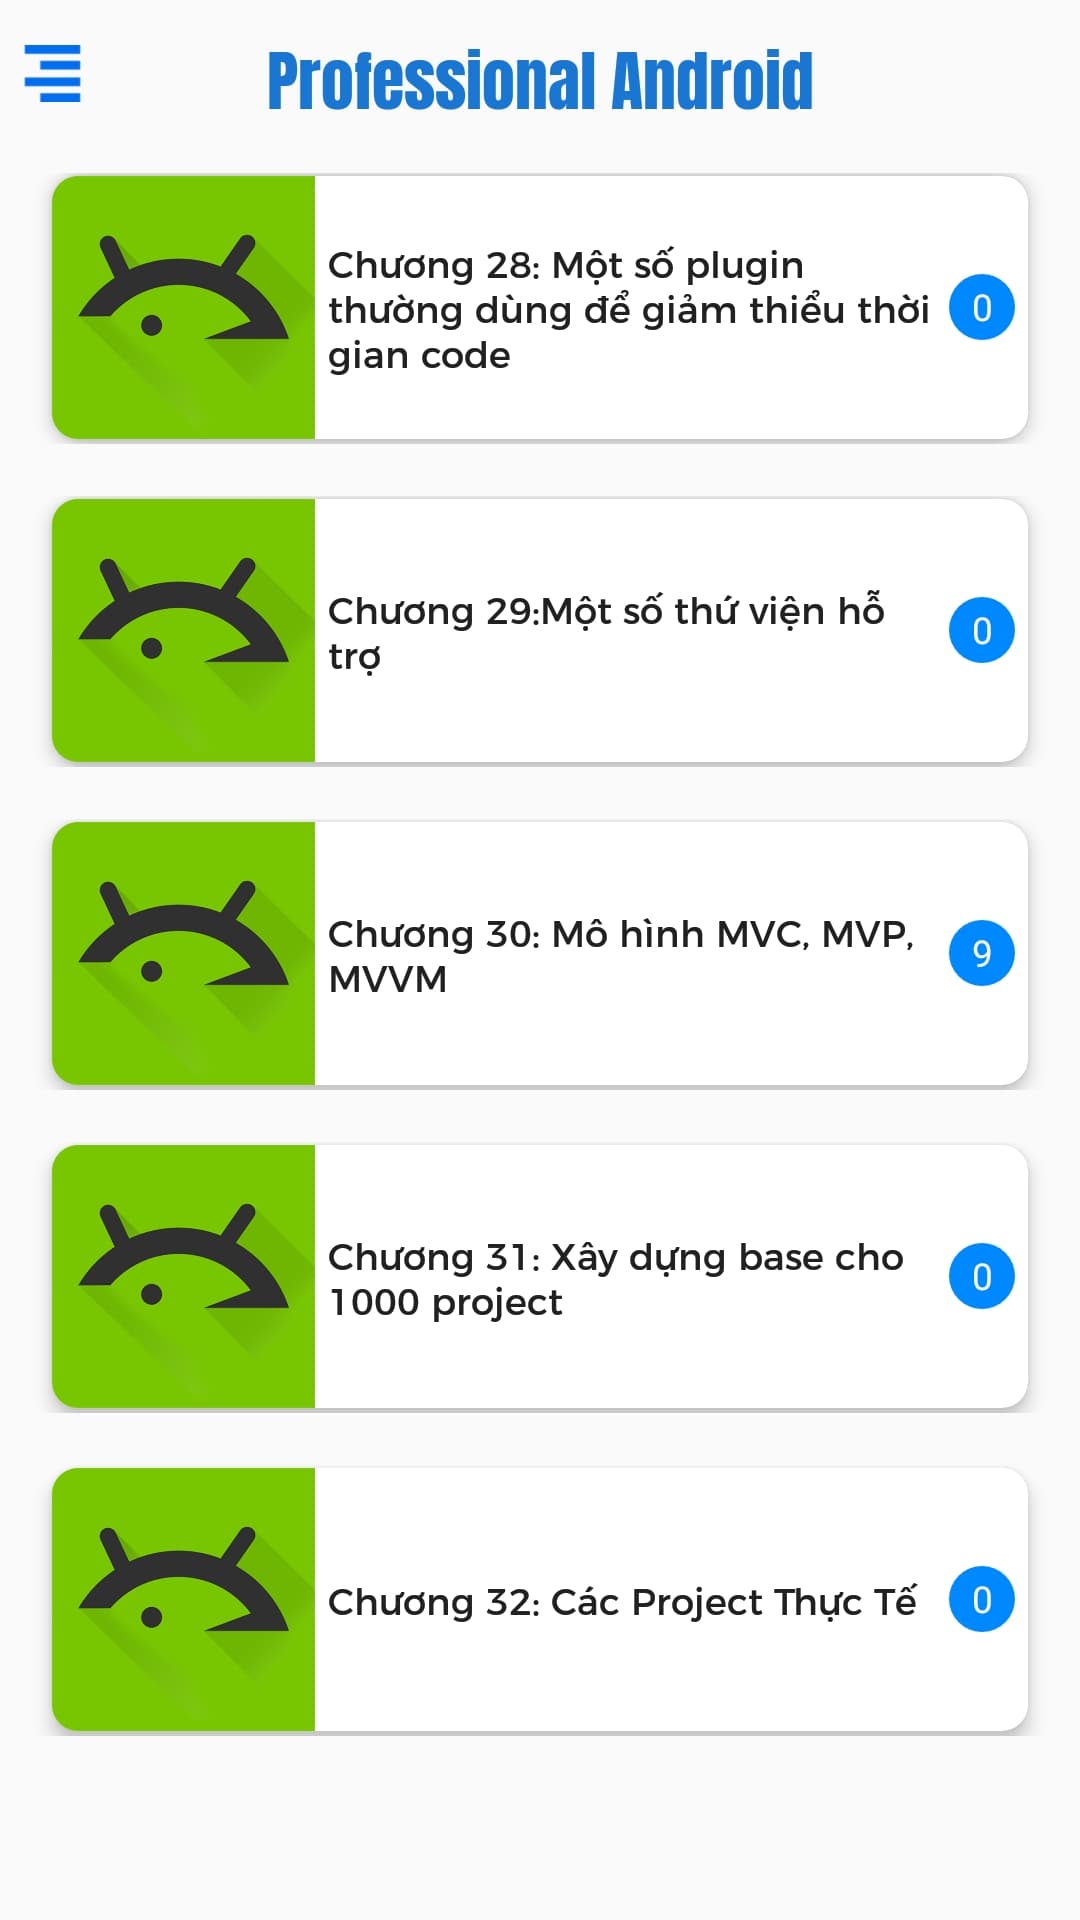 Professional Android
Chương 28: Một số plugin
thường dùng để giảm thiểu thời
gian code
0
Chương 29:Một số thứ viện hỗ
trợ
0
Chương 30: Mô hình MVC, MVP,
MVVM
9
Chương 31: Xây dựng base cho
1000 project
0
Chương 32: Các Project Thực Tế
0